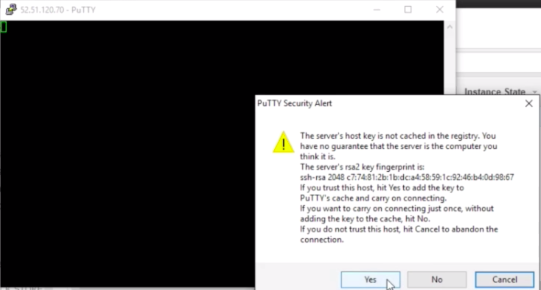 52.51.120.70 - PuTTY
Instance State
PuTTY Security Alert
The server's host key is not cached in the registry. You
have no guarantee that the server is the computer you
think it is.
The server's rsa2 key fingerprint is:
ssh-rsa 2048 c7:74:81:2b:1b:dc:a4:58:59:1c:92:46:b4:0d:98:67
If you trust this host, hit Yes to add the key to
PuTTY's cache and carry on connecting.
If you want to carry on connecting just once, without
adding the key to the cache, hit No.
If you do not trust this host, hit Cancel to abandon the
connection.
Yes
No
Cancel